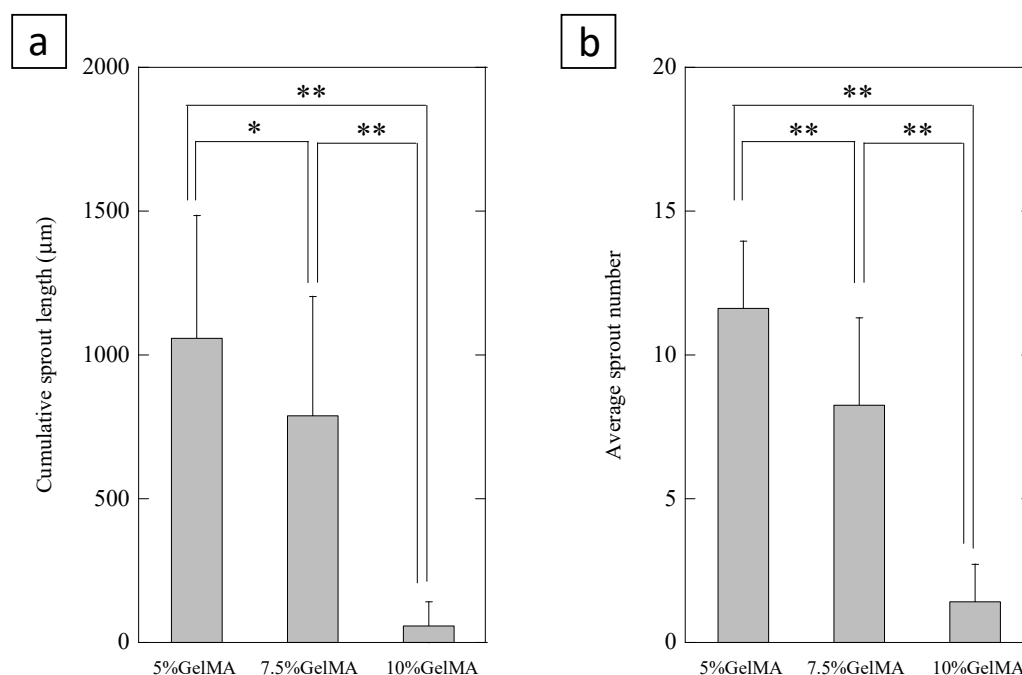 a
2000
1500
1000
500
0
Cumulative sprout length (µm)
**
*
**
5%GelMA 7.5%GelMA 10%GelMA
b
20
15
10
5
0
Average sprout number
**
**
**
5%GelMA 7.5%GelMA 10%GelMA